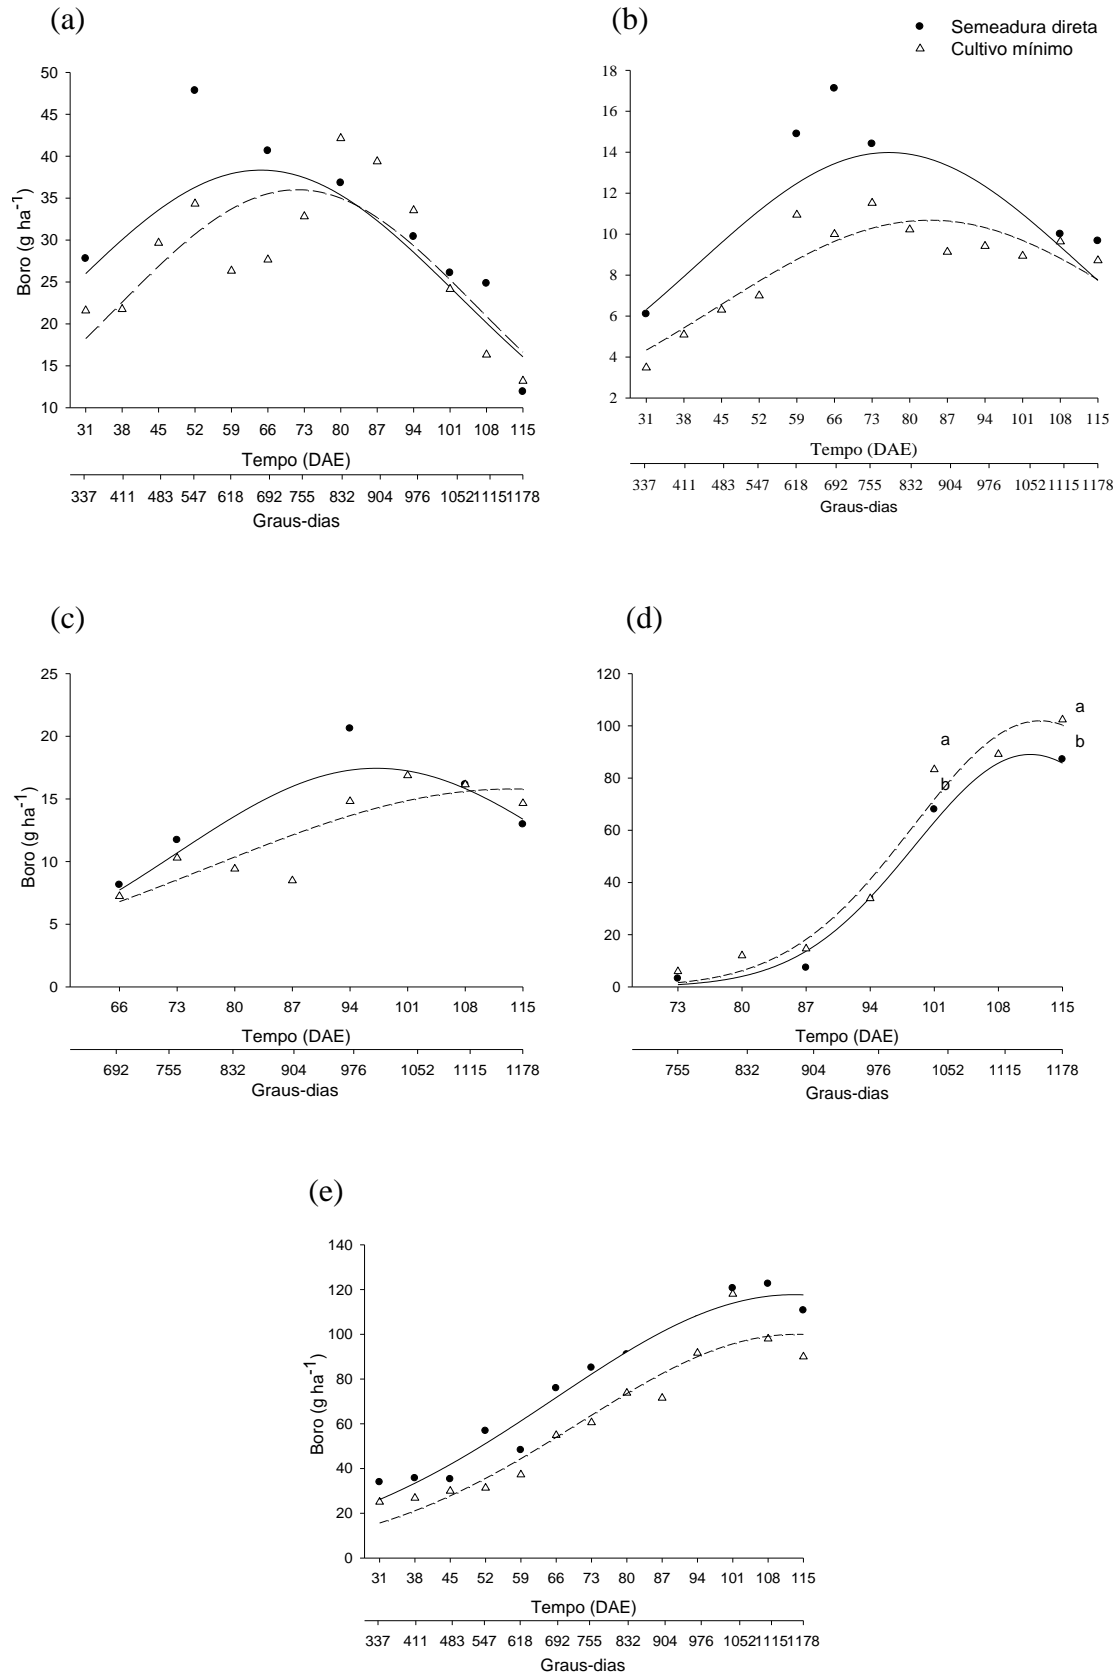 (a)
(b)
Semeadura direta
Cultivo mínimo
50
45
40
35
30
25
20
15
10
Boro (g ha-1)
31 38 45 52 59 66 73 80 87 94 101 108 115
Tempo (DAE)
337 411 483 547 618 692 755 832 904 976 1052 1115 1178
Graus-dias
18
16
14
12
10
8
6
4
2
31 38 45 52 59 66 73 80 87 94 101 108 115
Tempo (DAE)
337 411 483 547 618 692 755 832 904 976 1052 1115 1178
Graus-dias
(c)
(d)
25
20
15
10
5
0
Boro (g ha-1)
66 73 80 87 94 101 108 115
Tempo (DAE)
692 755 832 904 976 1052 1115 1178
Graus-dias
120
100
80
60
40
20
0
a
b
a
b
73 80 87 94 101 108 115
Tempo (DAE)
755 832 904 976 1052 1115 1178
Graus-dias
(e)
140
120
100
80
60
40
20
0
Boro (g ha-1)
31 38 45 52 59 66 73 80 87 94 101 108 115
Tempo (DAE)
337 411 483 547 618 692 755 832 904 976 1052 1115 1178
Graus-dias